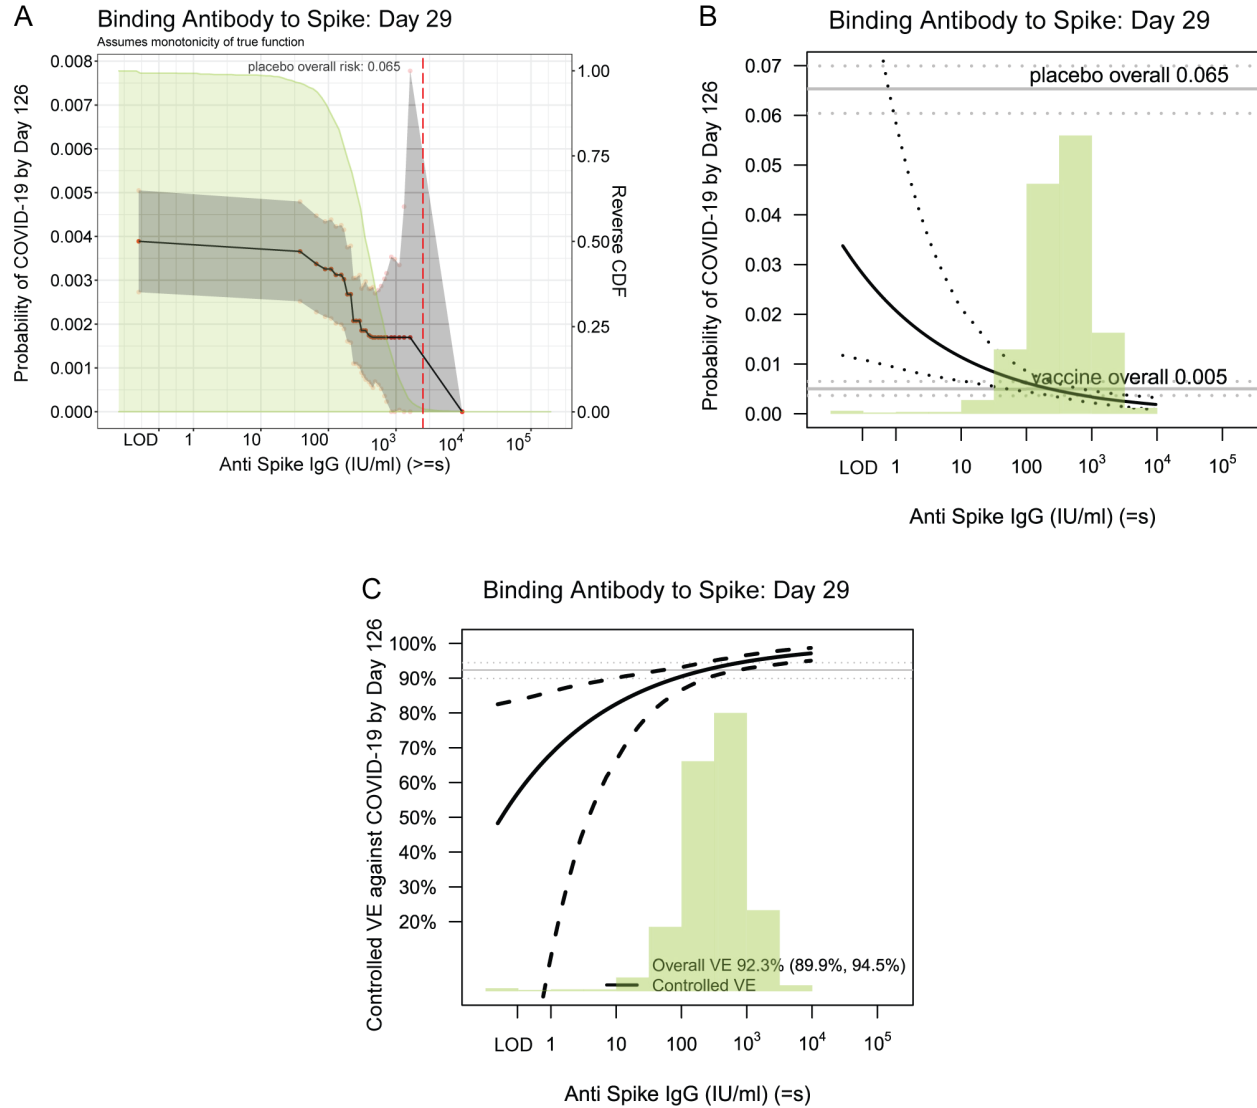 A
Binding Antibody to Spike: Day 29
Assumes monotonicity of true function
placebo overall risk: 0.065
Probability of COVID-19 by Day 126
0.008
0.007
0.006
0.005
0.004
0.003
0.002
0.001
0.000
1.00
0.75
0.50
0.25
0.00
Reverse CDF
LOD 1 10 100 10³ 10⁴ 10⁵
Anti Spike IgG (IU/ml) (>=s)
B
Binding Antibody to Spike: Day 29
Probability of COVID-19 by Day 126
0.07
0.06
0.05
0.04
0.03
0.02
0.01
0.00
placebo overall 0.065
vaccine overall 0.005
LOD 1 10 100 10³ 10⁴ 10⁵
Anti Spike IgG (IU/ml) (=s)
C
Binding Antibody to Spike: Day 29
Controlled VE against COVID-19 by Day 126
100%
90%
80%
70%
60%
50%
40%
30%
20%
Overall VE 92.3% (89.9%, 94.5%)
Controlled VE
LOD 1 10 100 10³ 10⁴ 10⁵
Anti Spike IgG (IU/ml) (=s)